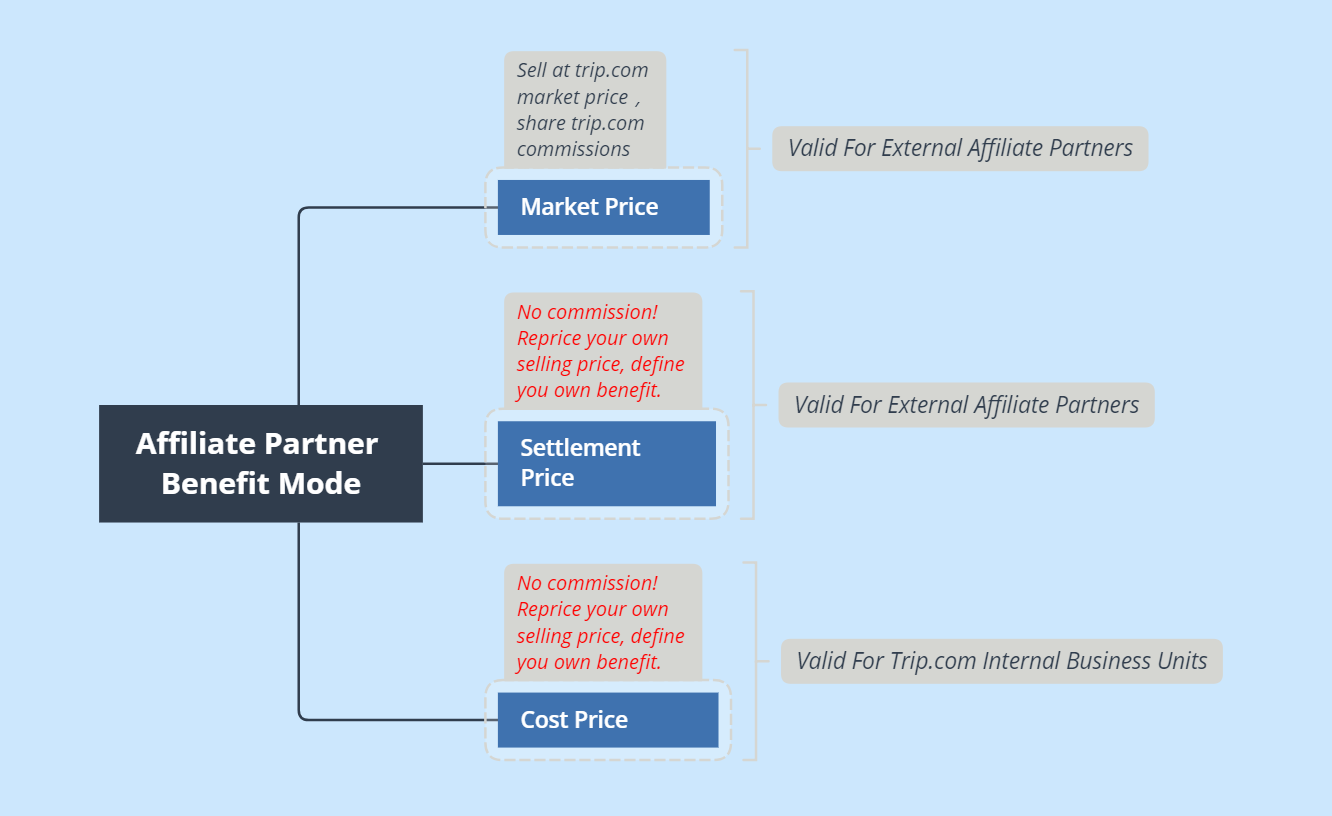 Sell at trip.com
market price ,
share trip.com
commissions
Valid For External Affiliate Partners
Market Price
No commission!
Reprice your own
selling price, define
you own benefit.
Valid For External Affiliate Partners
Affiliate Partner
Benefit Mode
Settlement
Price
No commission!
Reprice your own
selling price, define
you own benefit.
Valid For Trip.com Internal Business Units
Cost Price